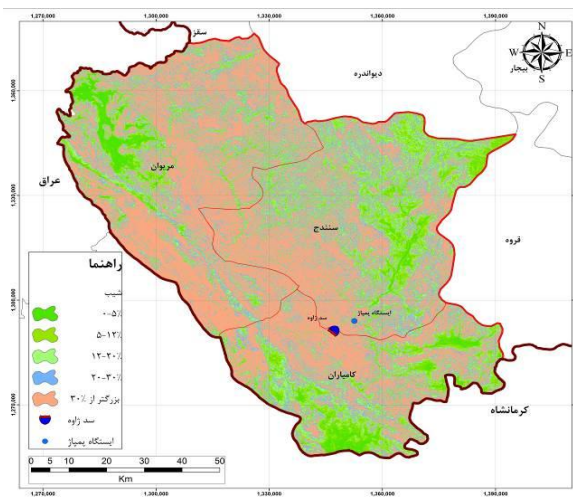 1,270,000 1,300,000 1,330,000 1,360,000 1,390,000
سقز
N
W E
S
بیجار
دیواندره
مریوان
عراق
سنندج
قروه
سد ژاوه
ایستگاه پمپاژ
کامیاران
کرمانشاه
راهنما
شیب
۰-۵٪
۵-۱۲٪
۱۲-۲۰٪
۲۰-۳۰٪
بزرگتر از ۳۰٪
سد ژاوه
ایستگاه پمپاژ
0 5 10 20 30 40 50
Km
1,270,000 1,300,000 1,330,000 1,360,000 1,390,000